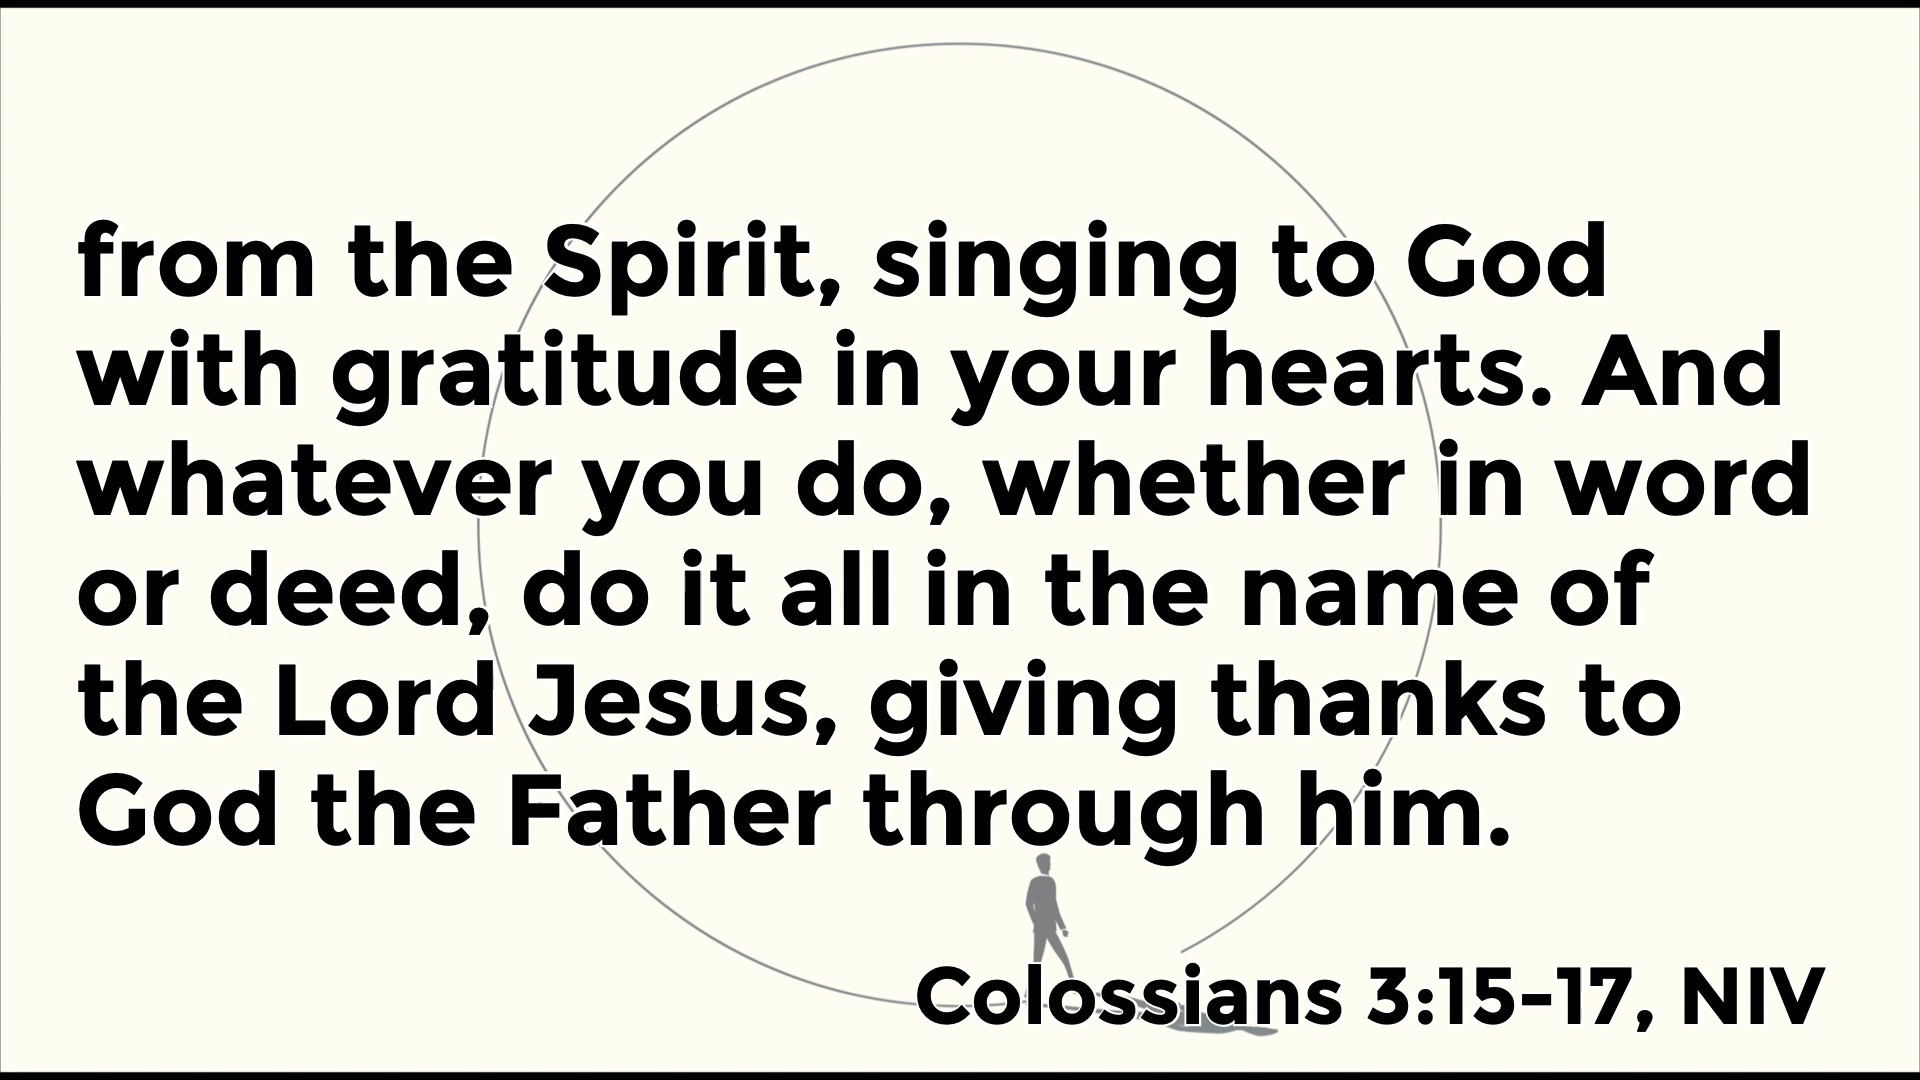 from the Spirit, singing to God
with gratitude in your hearts. And
whatever you do, whether in word
or deed, do it all in the name of
the Lord Jesus, giving thanks to
God the Father through him.
Colossians 3:15-17, NIV